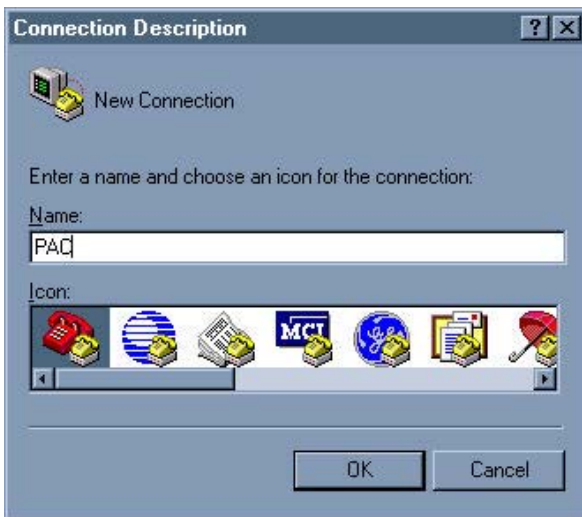 Connection Description
New Connection
Enter a name and choose an icon for the connection:
Name:
PAC
Icon:
MCI
OK
Cancel